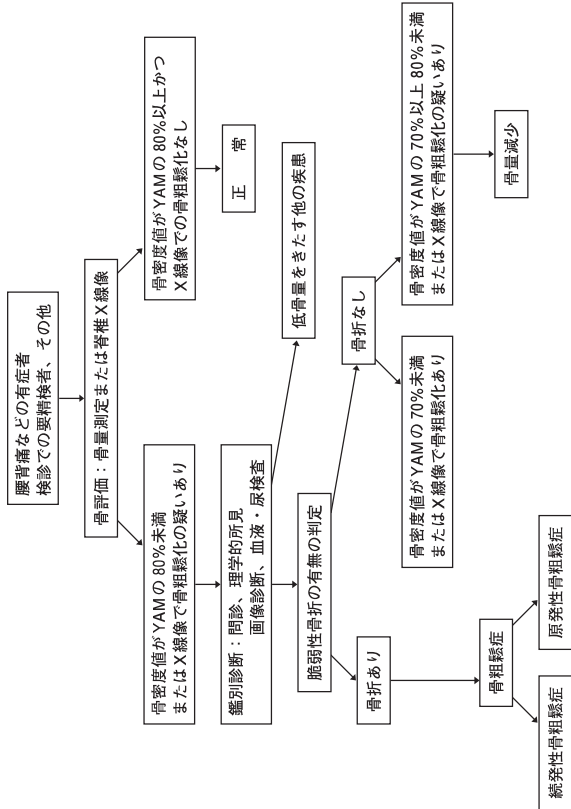 腰背痛などの有症者
検診での要精検者、その他
骨評価：骨量測定または脊椎X線像
骨密度値がYAMの80%未満
またはX線像で骨粗鬆化の疑いあり
骨密度値がYAMの80%以上かつ
X線像での骨粗鬆化なし
正　常
鑑別診断：問診、理学的所見
画像診断、血液・尿検査
低骨量をきたす他の疾患
脆弱性骨折の有無の判定
骨折あり
骨折なし
骨密度値がYAMの70%未満
またはX線像で骨粗鬆化あり
骨密度値がYAMの70%以上80%未満
またはX線像で骨粗鬆化の疑いあり
骨粗鬆症
骨量減少
続発性骨粗鬆症
原発性骨粗鬆症